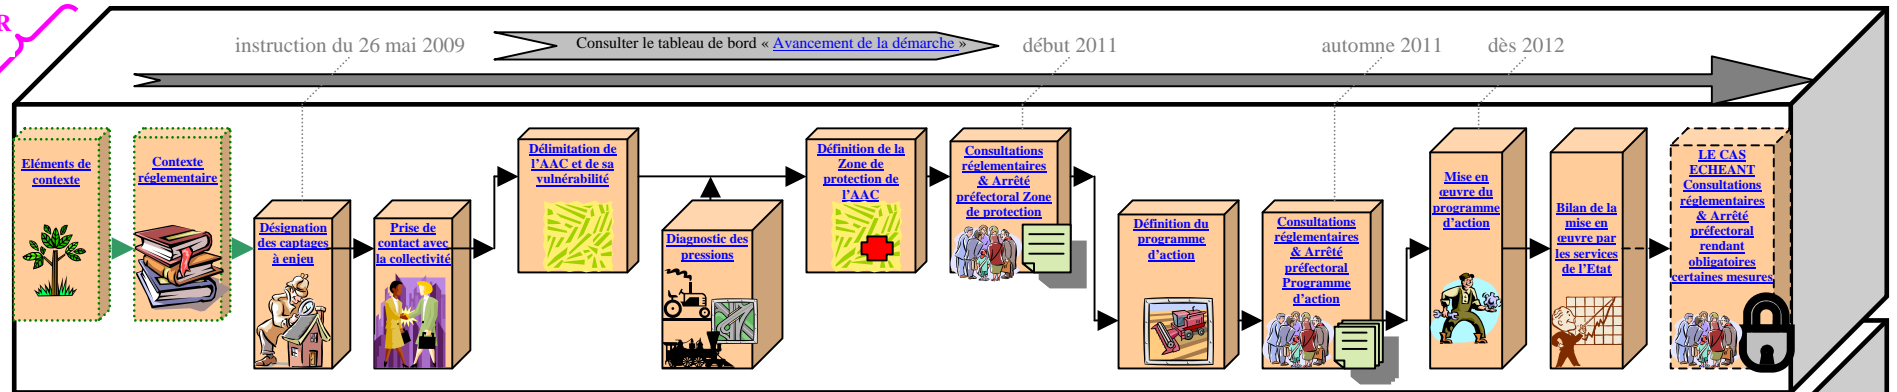 R
instruction du 26 mai 2009
Consulter le tableau de bord « Avancement de la démarche »
début 2011
automne 2011
dès 2012
Eléments de
contexte
Contexte
réglementaire
Désignation
des captages
à enjeu
Prise de
contact avec
la collectivité
Délimitation de
l'AAC et de sa
vulnérabilité
Diagnostic des
pressions
Définition de la
Zone de
protection de
l'AAC
Consultations
réglementaires
& Arrêté
préfectoral Zone
de protection
Définition du
programme
d'action
Consultations
réglementaires
& Arrêté
préfectoral
Programme
d'action
Mise en
œuvre du
programme
d'action
Bilan de la
mise en
œuvre par
les services
de l'Etat
LE CAS
ECHEANT
Consultations
réglementaires
& Arrêté
préfectoral
rendant
obligatoires
certaines mesures